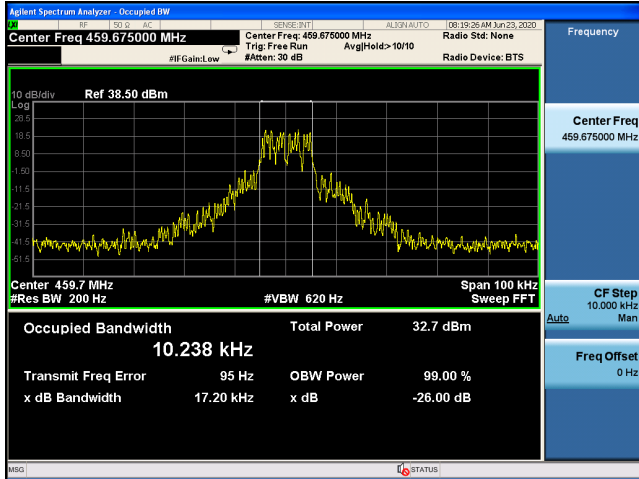 Agilent Spectrum Analyzer - Occupied BW
LXI RF 50 Ω AC SENSE:INT ALIGN AUTO 08:19:26 AM Jun 23, 2020
Center Freq 459.675000 MHz
Center Freq: 459.675000 MHz Radio Std: None
Trig: Free Run Avg|Hold:> 10/10
#IFGain:Low #Atten: 30 dB Radio Device: BTS
10 dB/div Ref 38.50 dBm
Log
28.5
18.5
8.50
-1.50
-11.5
-21.5
-31.5
-41.5
-51.5
Center 459.7 MHz Span 100 kHz
#Res BW 200 Hz #VBW 620 Hz Sweep FFT
Occupied Bandwidth Total Power 32.7 dBm
10.238 kHz
Transmit Freq Error 95 Hz OBW Power 99.00 %
x dB Bandwidth 17.20 kHz x dB -26.00 dB
MSG STATUS
Frequency
Center Freq
459.675000 MHz
CF Step
10.000 kHz
Auto Man
Freq Offset
0 Hz